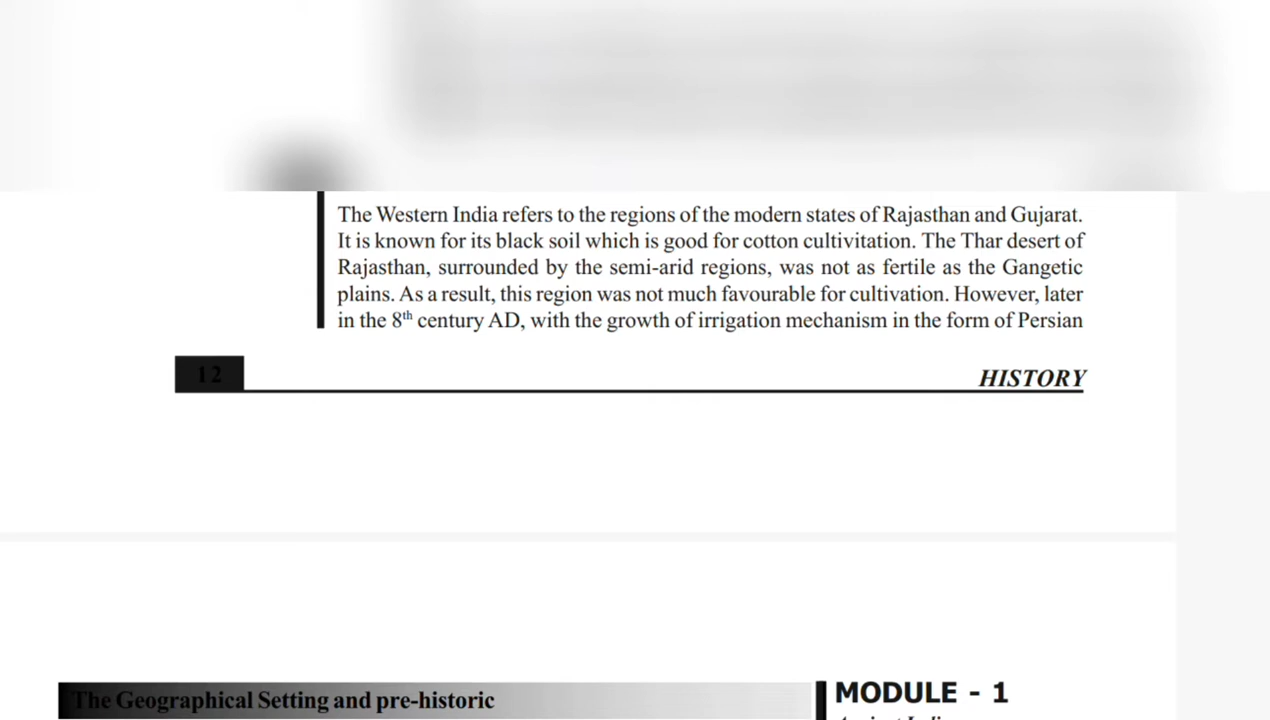 The Western India refers to the regions of the modern states of Rajasthan and Gujarat.
It is known for its black soil which is good for cotton cultivitation. The Thar desert of
Rajasthan, surrounded by the semi-arid regions, was not as fertile as the Gangetic
plains. As a result, this region was not much favourable for cultivation. However, later
in the 8th century AD, with the growth of irrigation mechanism in the form of Persian
12
HISTORY
The Geographical Setting and pre-historic
MODULE - 1